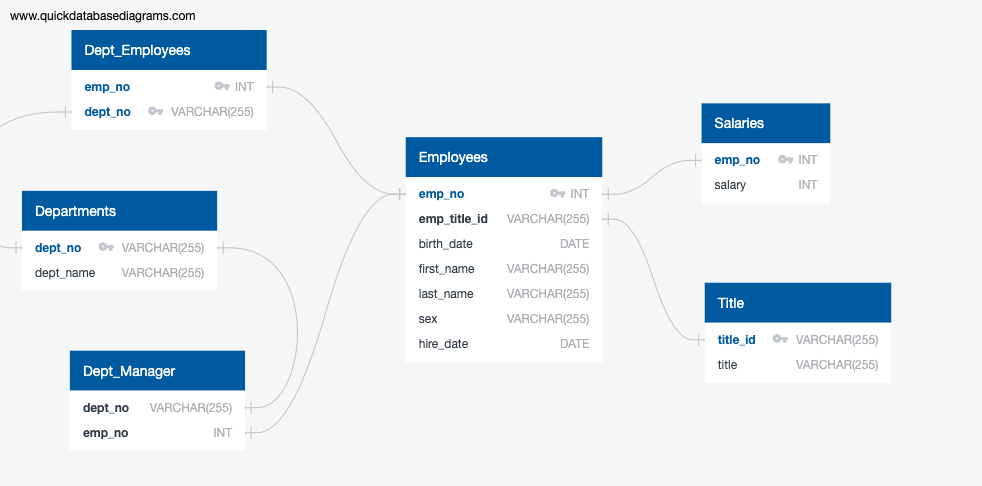 www.quickdatabasediagrams.com
Dept_Employees
emp_no INT
dept_no VARCHAR(255)
Departments
dept_no VARCHAR(255)
dept_name VARCHAR(255)
Dept_Manager
dept_no VARCHAR(255)
emp_no INT
Employees
emp_no INT
emp_title_id VARCHAR(255)
birth_date DATE
first_name VARCHAR(255)
last_name VARCHAR(255)
sex VARCHAR(255)
hire_date DATE
Salaries
emp_no INT
salary INT
Title
title_id VARCHAR(255)
title VARCHAR(255)